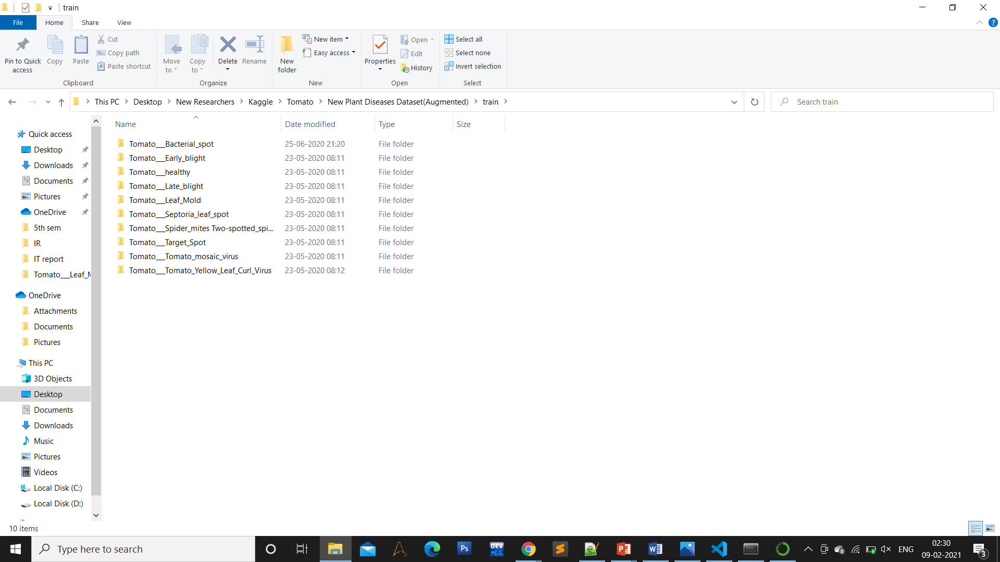 train
File
Home
Share
View
Pin to Quick access
Copy
Paste
Cut
Copy path
Paste shortcut
Clipboard
Move to
Copy to
Delete
Rename
Organize
New folder
New item
Easy access
New
Properties
Open
Edit
History
Open
Select all
Select none
Invert selection
Select
This PC
Desktop
New Researchers
Kaggle
Tomato
New Plant Diseases Dataset(Augmented)
train
Search train
Name
Date modified
Type
Size
Tomato___Bacterial_spot 25-06-2020 21:20 File folder
Tomato___Early_blight 23-05-2020 08:11 File folder
Tomato___healthy 23-05-2020 08:11 File folder
Tomato___Late_blight 23-05-2020 08:11 File folder
Tomato___Leaf_Mold 23-05-2020 08:11 File folder
Tomato___Septoria_leaf_spot 23-05-2020 08:11 File folder
Tomato___Spider_mites Two-spotted_spi... 23-05-2020 08:11 File folder
Tomato___Target_Spot 23-05-2020 08:11 File folder
Tomato___Tomato_mosaic_virus 23-05-2020 08:11 File folder
Tomato___Tomato_Yellow_Leaf_Curl_Virus 23-05-2020 08:12 File folder
Quick access
Desktop
Downloads
Documents
Pictures
OneDrive
5th sem
IR
IT report
Tomato___Leaf_M
OneDrive
Attachments
Documents
Pictures
This PC
3D Objects
Desktop
Documents
Downloads
Music
Pictures
Videos
Local Disk (C:)
Local Disk (D:)
10 items
Type here to search
Ps
DEV C++
ENG
02:30
09-02-2021
3